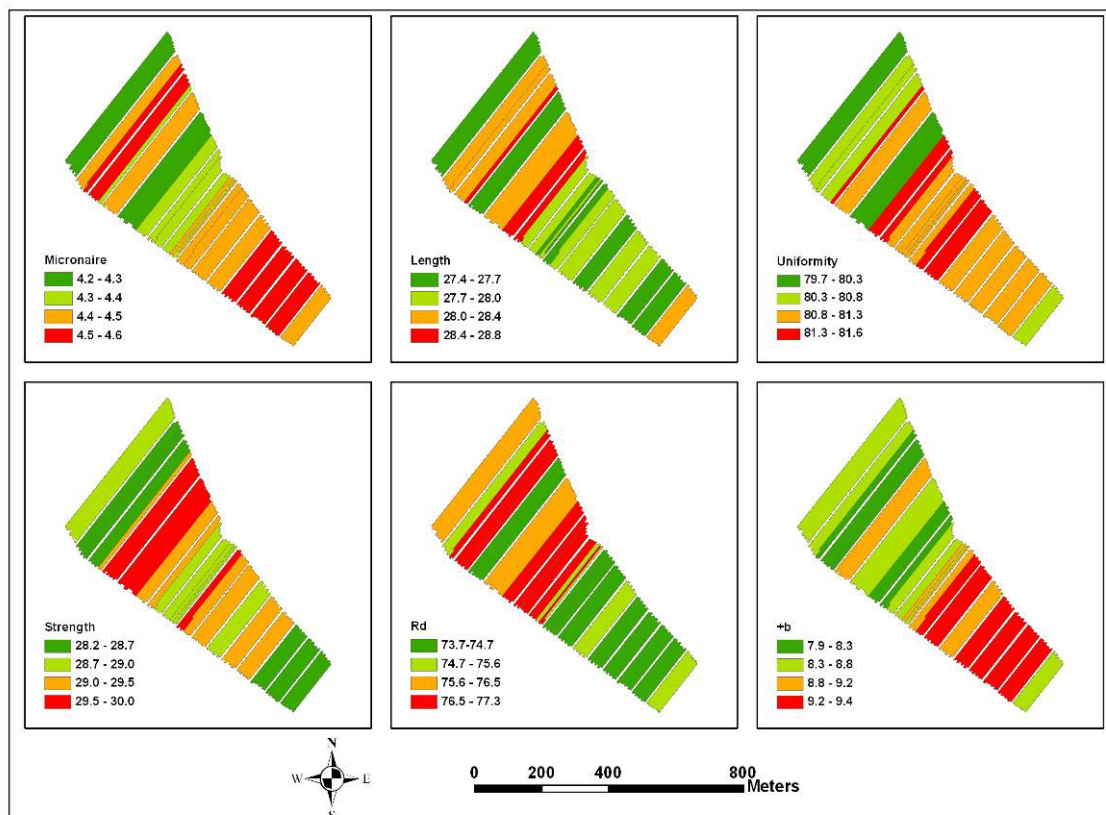 Micronaire
4.2 - 4.3
4.3 - 4.4
4.4 - 4.5
4.5 - 4.6
Length
27.4 - 27.7
27.7 - 28.0
28.0 - 28.4
28.4 - 28.8
Uniformity
79.7 - 80.3
80.3 - 80.8
80.8 - 81.3
81.3 - 81.6
Strength
28.2 - 28.7
28.7 - 29.0
29.0 - 29.5
29.5 - 30.0
Rd
73.7-74.7
74.7 - 75.6
75.6 - 76.5
76.5 - 77.3
+b
7.9 - 8.3
8.3 - 8.8
8.8 - 9.2
9.2 - 9.4
N
W E
S
0 200 400 800
Meters